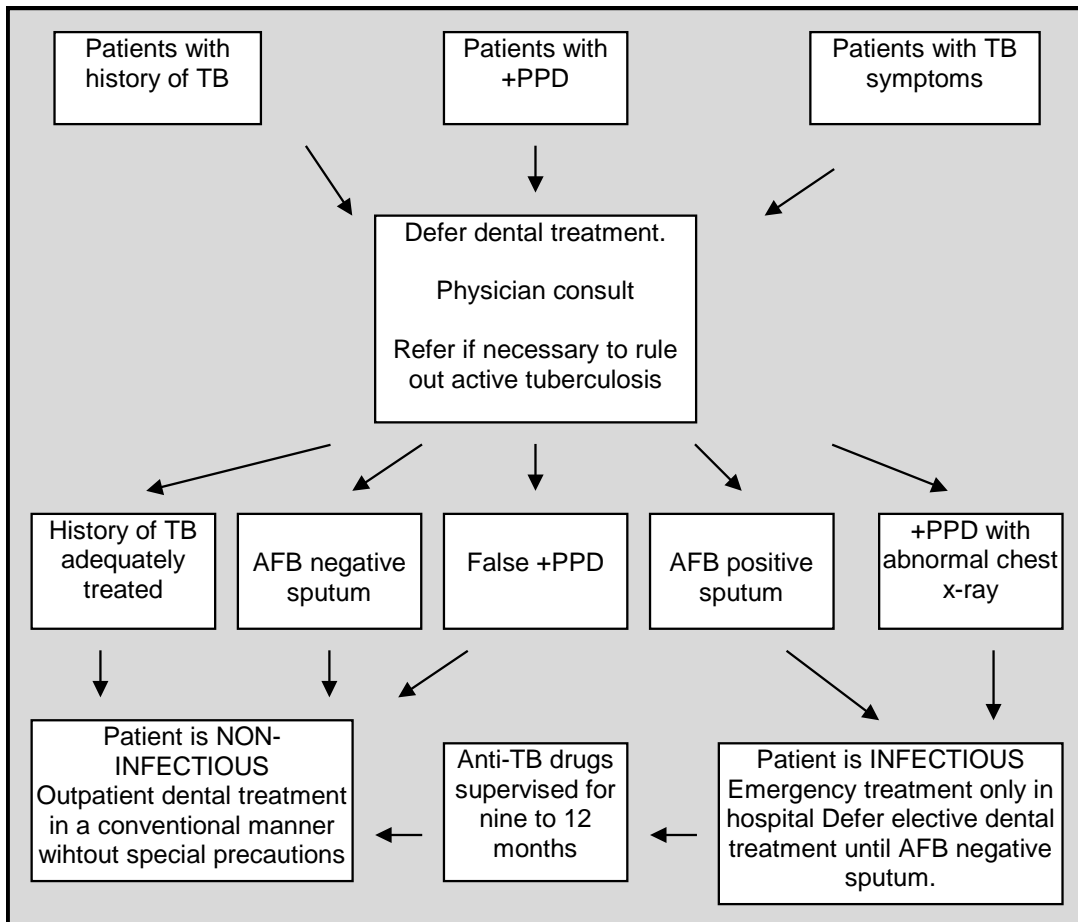 Patients with
history of TB
Patients with
+PPD
Patients with TB
symptoms
Defer dental treatment.
Physician consult
Refer if necessary to rule
out active tuberculosis
History of TB
adequately
treated
AFB negative
sputum
False +PPD
AFB positive
sputum
+PPD with
abnormal chest
x-ray
Patient is NON-
INFECTIOUS
Outpatient dental treatment
in a conventional manner
wihtout special precautions
Anti-TB drugs
supervised for
nine to 12
months
Patient is INFECTIOUS
Emergency treatment only in
hospital Defer elective dental
treatment until AFB negative
sputum.